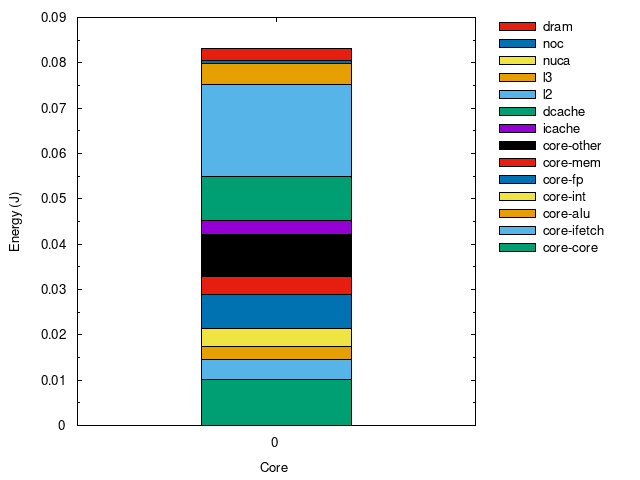 0.09
0.08
0.07
0.06
0.05
0.04
0.03
0.02
0.01
0
Energy (J)
0
Core
dram
noc
nuca
l3
l2
dcache
icache
core-other
core-mem
core-fp
core-int
core-alu
core-ifetch
core-core